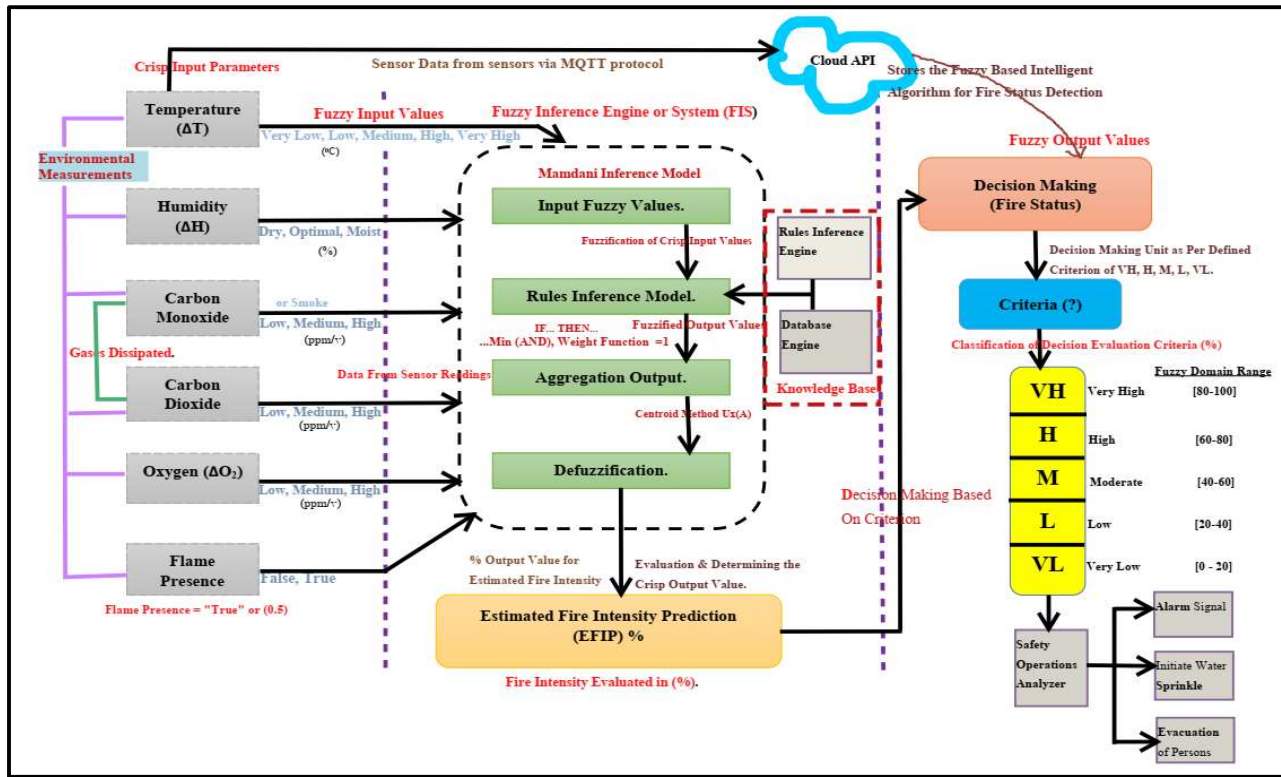 Crisp Input Parameters
Sensor Data from sensors via MQTT protocol
Cloud API
Stores the Fuzzy Based Intelligent
Algorithm for Fire Status Detection
Temperature
(ΔT)
Fuzzy Input Values
Very Low, Low, Medium, High, Very High
(ºC)
Fuzzy Inference Engine or System (FIS)
Fuzzy Output Values
Environmental
Measurements
Humidity
(ΔH)
Dry, Optimal, Moist
(%)
Carbon
Monoxide
or Smoke
Low, Medium, High
(ppm/v)
Gases Dissipated.
Data From Sensor Readings
Carbon
Dioxide
Low, Medium, High
(ppm/v)
Oxygen (ΔO₂)
Low, Medium, High
(ppm/v)
Flame
Presence
False, True
Flame Presence = "True" or (0.5)
Mamdani Inference Model
Input Fuzzy Values.
Fuzzification of Crisp Input Values
Rules Inference Model.
IF... THEN...
...Min (AND), Weight Function =1
Fuzzified Output Values
Aggregation Output.
Centroid Method Ux(A)
Defuzzification.
Rules Inference
Engine
Database
Engine
Knowledge Base
% Output Value for
Estimated Fire Intensity
Evaluation & Determining the
Crisp Output Value.
Estimated Fire Intensity Prediction
(EFIP) %
Fire Intensity Evaluated in (%).
Decision Making Based
On Criterion
Decision Making
(Fire Status)
Decision Making Unit as Per Defined
Criterion of VH, H, M, L, VL.
Criteria (?)
Classification of Decision Evaluation Criteria (%)
Fuzzy Domain Range
VH Very High [80-100]
H High [60-80]
M Moderate [40-60]
L Low [20-40]
VL Very Low [0 - 20]
Safety
Operations
Analyzer
Alarm Signal
Initiate Water
Sprinkle
Evacuation
of Persons